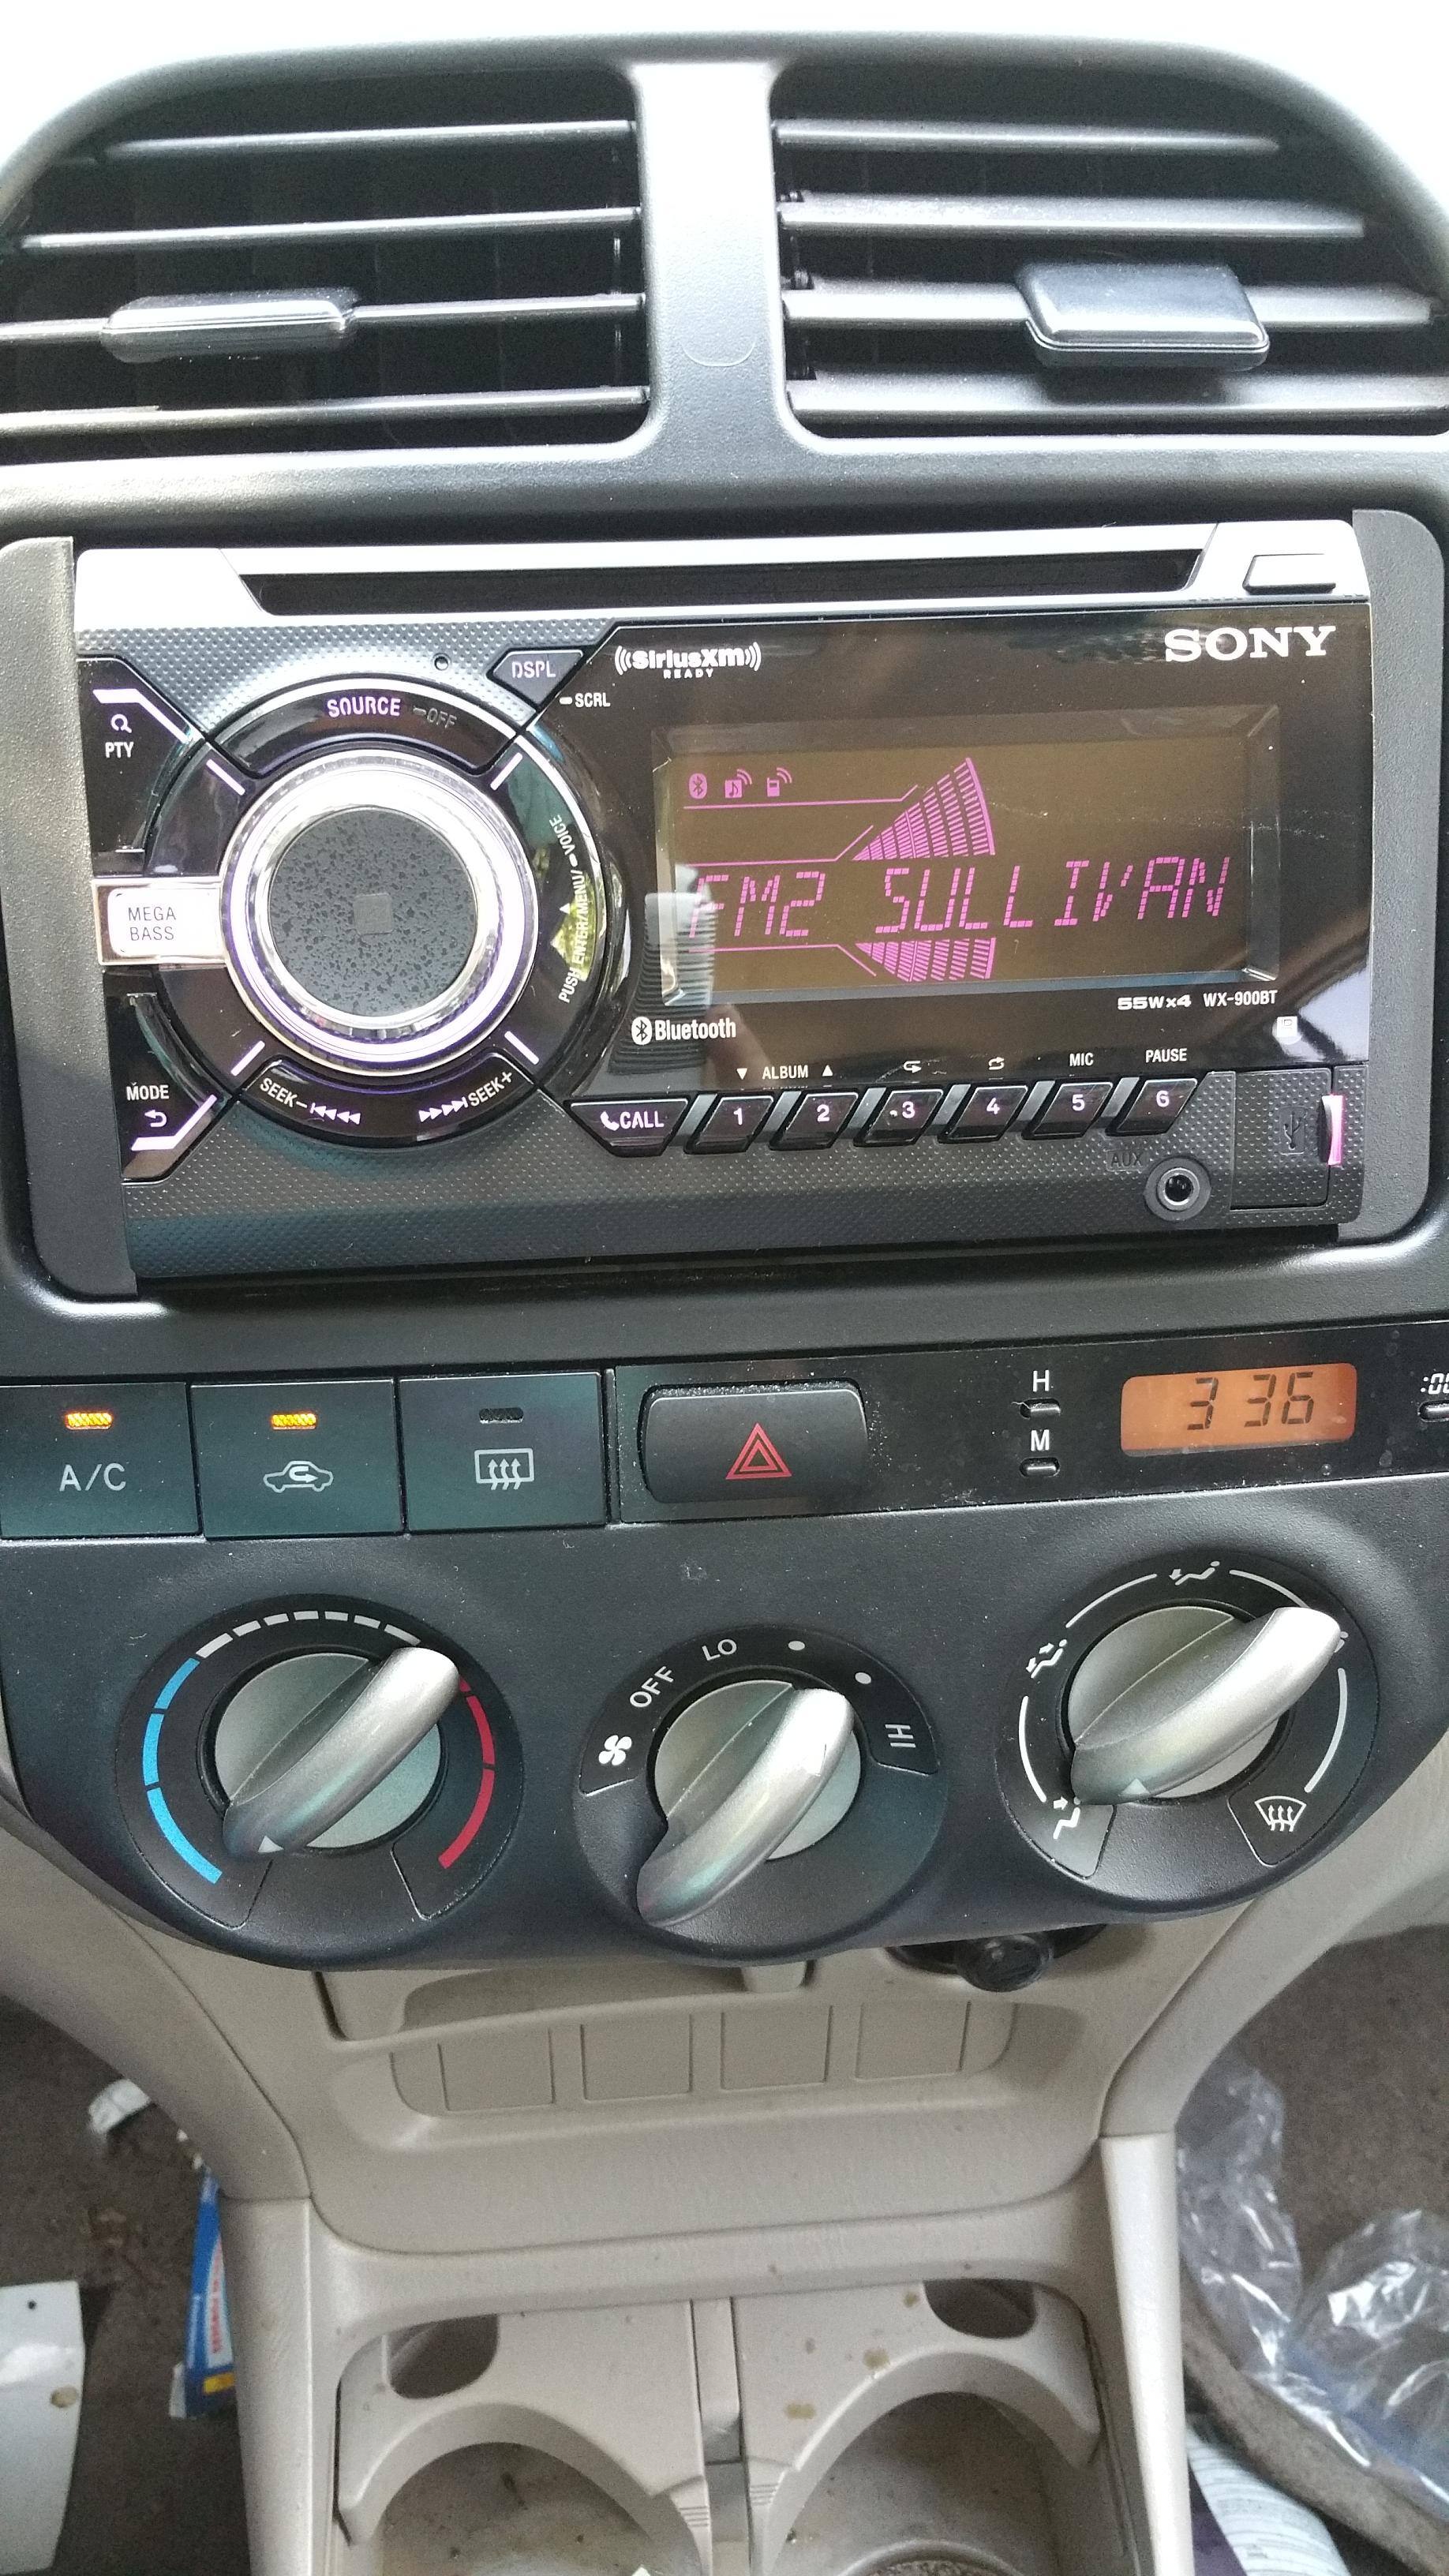 DSPL
SiriusXm
READY
SONY
SCRL
SOURCE
OFF
PTY
PUSH ENTER/MENU/ VOICE
MEGA
BASS
FM2 SULLIVAN
55W×4 WX-900BT
Bluetooth
MODE
SEEK- SEEK+
ALBUM MIC PAUSE
CALL 1 2 3 4 5 6
AUX
H
M
3 36
:00
A/C
OFF LO HI